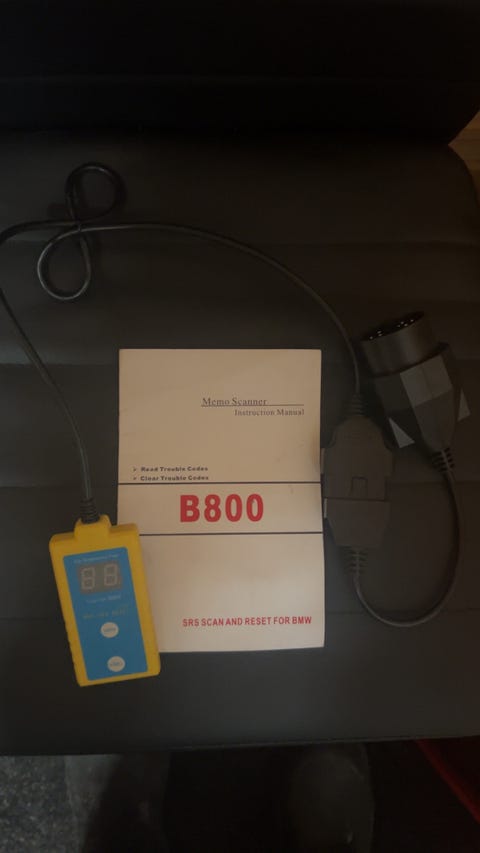 Memo Scanner
Instruction Manual
> Read Trouble Codes
> Clear Trouble Codes
B800
SRS SCAN AND RESET FOR BMW